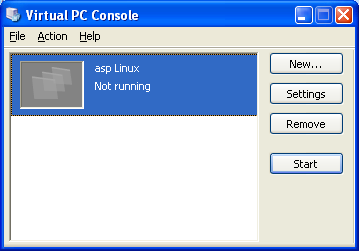 Virtual PC Console
File Action Help
asp Linux
Not running
New...
Settings
Remove
Start